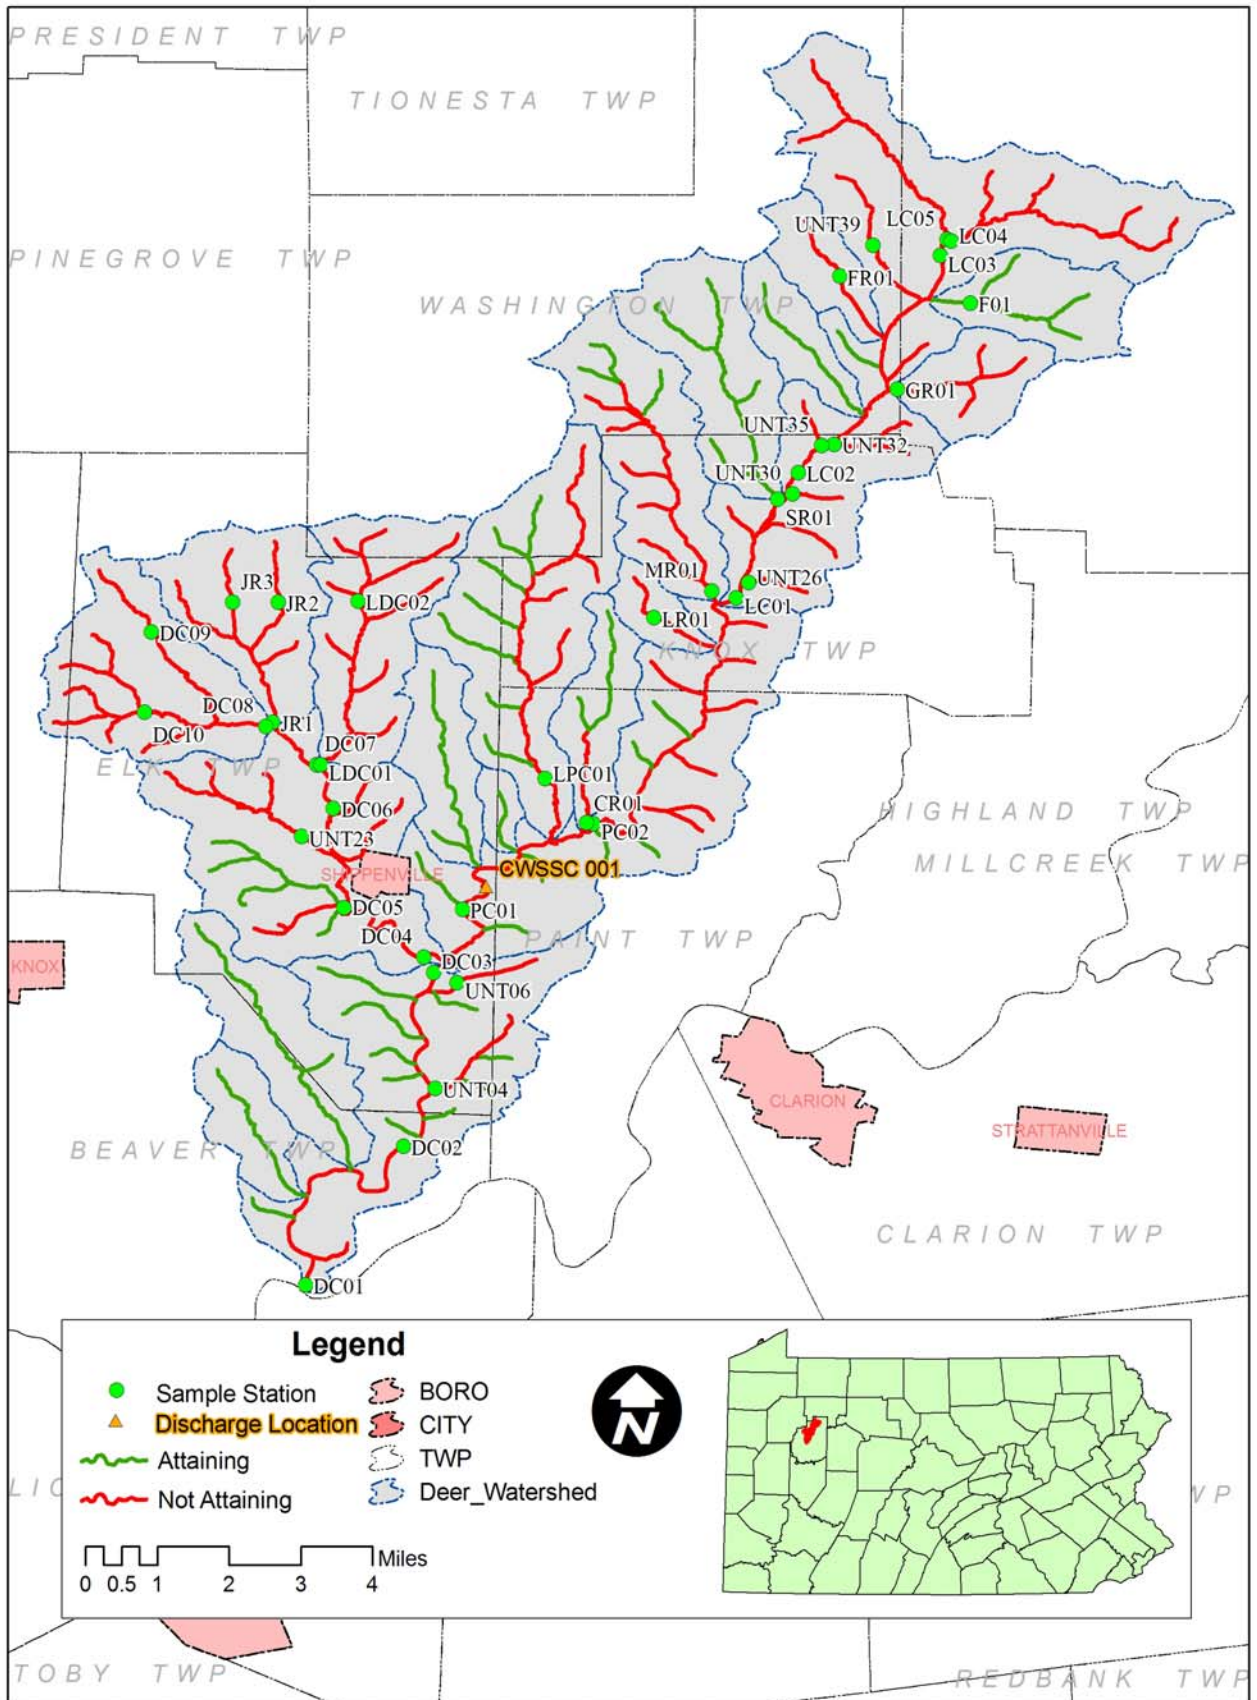 PRESIDENT TWP
TIONESTA TWP
PINEGROVE TWP
WASHINGTON TWP
UNT39
LC05
LC04
LC03
FR01
F01
GR01
UNT35
UNT32
UNT30
LC02
SR01
MR01
UNT26
LC01
LR01
KNOX TWP
JR3
JR2
LDC02
DC09
DC08
JR1
DC10
DC07
ELK TWP
LDC01
LPC01
DC06
CR01
PC02
UNT23
HIGHLAND TWP
MILLCREEK TWP
SHIPPENVILLE
CWSSC 001
DC05
PC01
DC04
PAINT TWP
KNOX
DC03
UNT06
UNT04
CLARION
STRATTANVILLE
BEAVER TWP
DC02
CLARION TWP
DC01
Legend
Sample Station
Discharge Location
Attaining
Not Attaining
BORO
CITY
TWP
Deer_Watershed
N
Miles
0 0.5 1 2 3 4
LIC
WP
TOBY TWP
REDBANK TWP